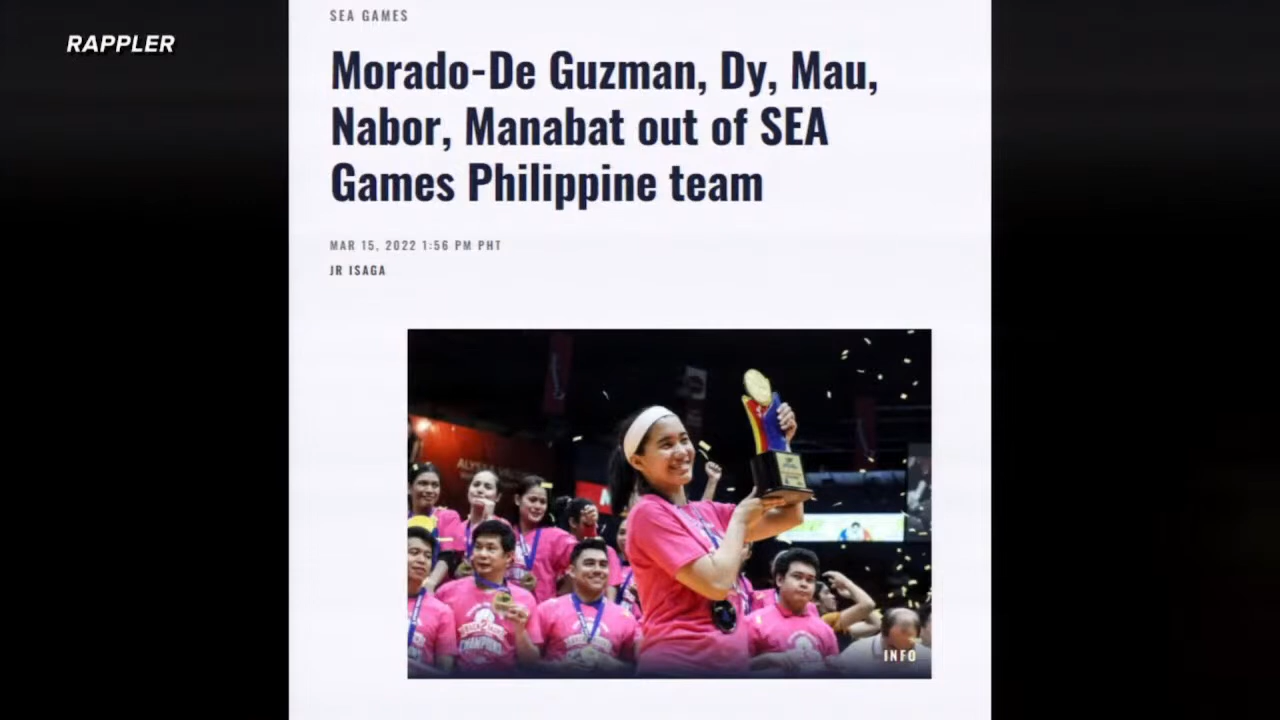 RAPPLER
SEA GAMES
Morado-De Guzman, Dy, Mau,
Nabor, Manabat out of SEA
Games Philippine team
MAR 15, 2022 1:56 PM PHT
JR ISAGA
CHAMPIONS
INFO